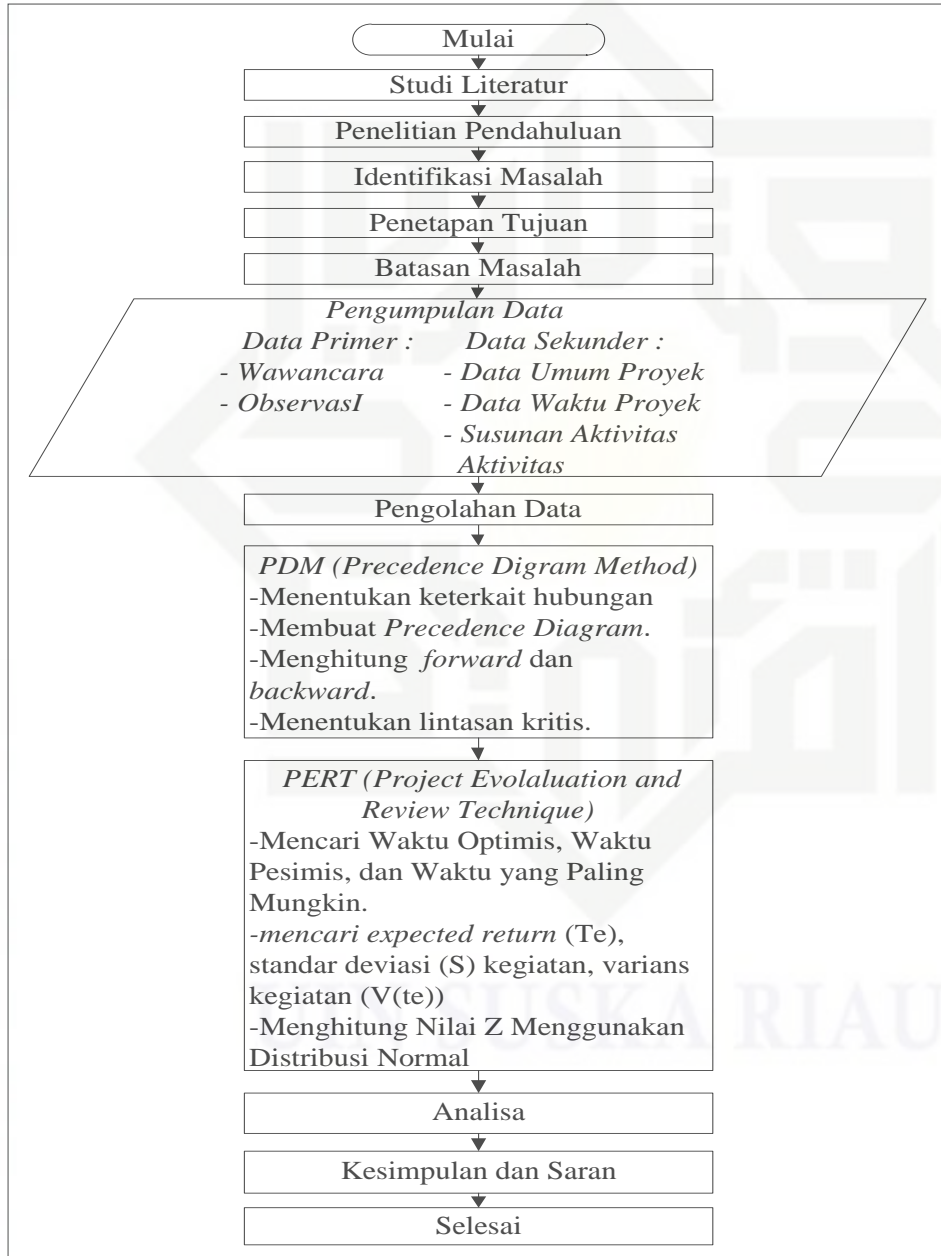 Mulai
Studi Literatur
Penelitian Pendahuluan
Identifikasi Masalah
Penetapan Tujuan
Batasan Masalah
Pengumpulan Data
Data Primer : Data Sekunder :
- Wawancara - Data Umum Proyek
- ObservasI - Data Waktu Proyek
- Susunan Aktivitas
Aktivitas
Pengolahan Data
PDM (Precedence Digram Method)
-Menentukan keterkait hubungan
-Membuat Precedence Diagram.
-Menghitung forward dan
backward.
-Menentukan lintasan kritis.
PERT (Project Evolaluation and
Review Technique)
-Mencari Waktu Optimis, Waktu
Pesimis, dan Waktu yang Paling
Mungkin.
-mencari expected return (Te),
standar deviasi (S) kegiatan, varians
kegiatan (V(te))
-Menghitung Nilai Z Menggunakan
Distribusi Normal
UIN SUSKA RIAU
Analisa
Kesimpulan dan Saran
Selesai